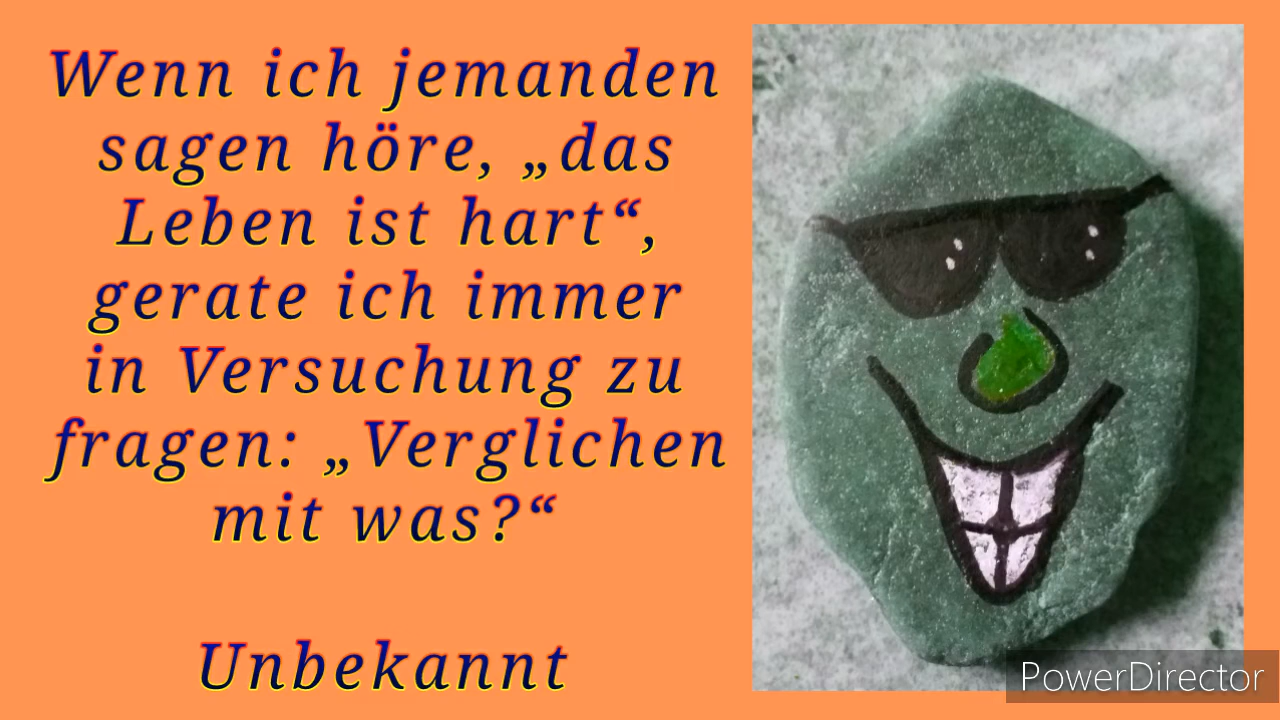 Wenn ich jemanden
sagen höre, „das
Leben ist hart“,
gerate ich immer
in Versuchung zu
fragen: „Verglichen
mit was?“
Unbekannt
PowerDirector